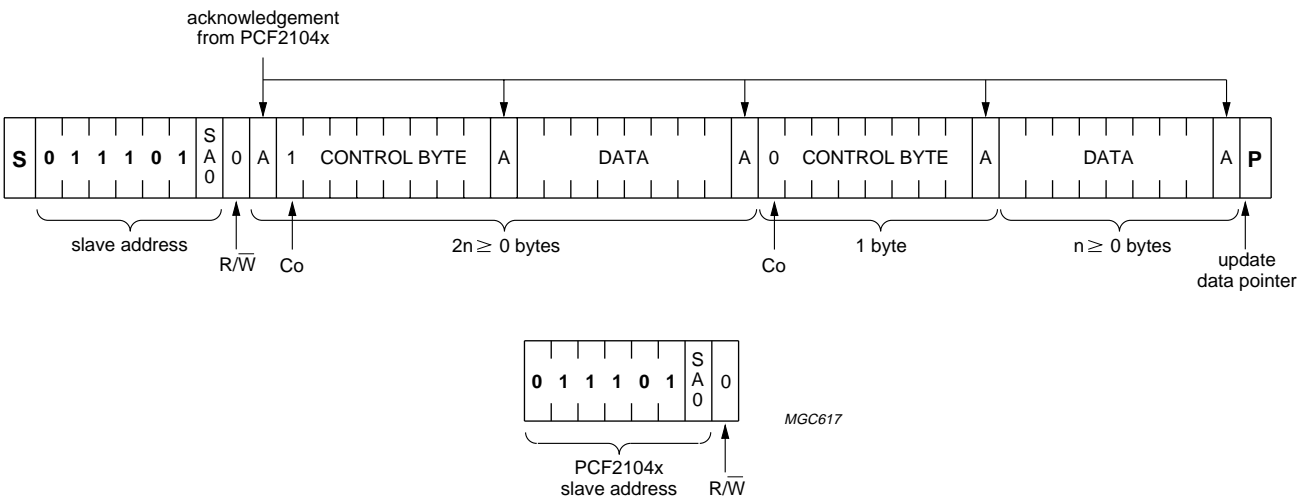 acknowledgement
from PCF2104x
S 0 1 1 1 0 1 SA0 0 A 1 CONTROL BYTE A DATA A 0 CONTROL BYTE A DATA A P
slave address
R/W̅
Co
2n ≥ 0 bytes
Co
1 byte
n ≥ 0 bytes
update
data pointer
0 1 1 1 0 1 SA0 0
MGC617
PCF2104x
slave address
R/W̅